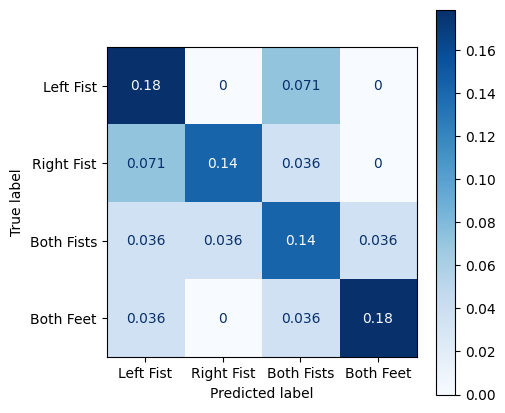 Left Fist 0.18 0 0.071 0
Right Fist 0.071 0.14 0.036 0
Both Fists 0.036 0.036 0.14 0.036
Both Feet 0.036 0 0.036 0.18
Left Fist Right Fist Both Fists Both Feet
Predicted label
True label
0.16
0.14
0.12
0.10
0.08
0.06
0.04
0.02
0.00